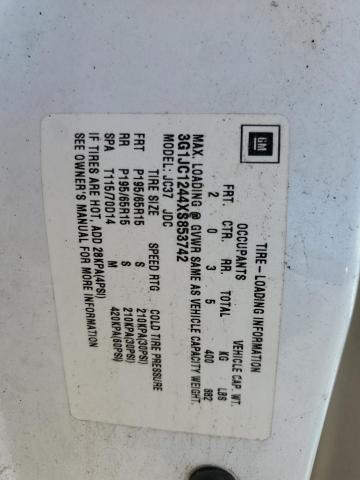 GM
TIRE-LOADING INFORMATION
OCCUPANTS VEHICLE CAP. WT.
FRT. CTR. RR. TOTAL KG LBS
2 0 3 5 400 882
MAX. LOADING @ GVWR SAME AS VEHICLE CAPACITY WEIGHT.
3G1JC1244XS853742
MODEL: JC37 JDC
TIRE SIZE SPEED RTG COLD TIRE PRESSURE
FRT P195/65R15 S 210KPA(30PSI)
RR P195/65R15 S 210KPA(30PSI)
SPA T115/70D14 M 420KPA(60PSI)
IF TIRES ARE HOT, ADD 28KPA(4PSI)
SEE OWNER'S MANUAL FOR MORE INFO